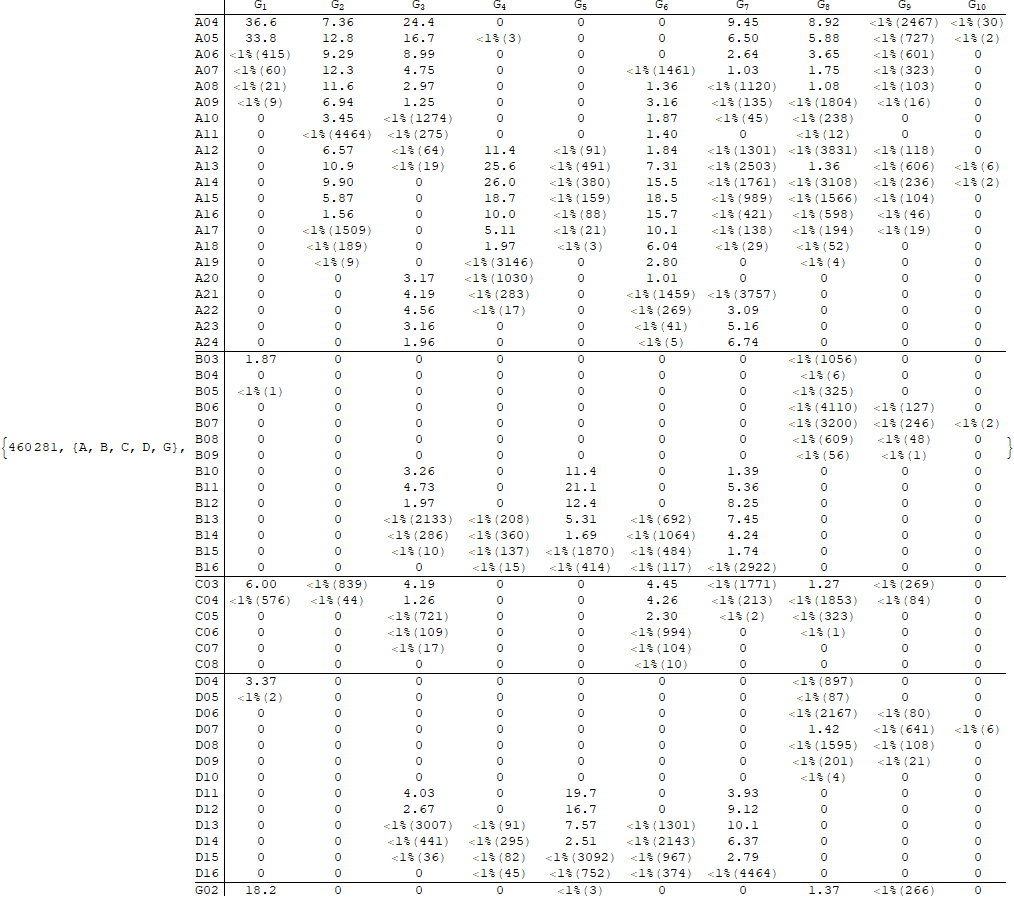 G1 G2 G3 G4 G5 G6 G7 G8 G9 G10
A04 36.6 7.36 24.4 0 0 0 9.45 8.92 <1%(2467) <1%(30)
A05 33.8 12.8 16.7 <1%(3) 0 0 6.50 5.88 <1%(727) <1%(2)
A06 <1%(415) 9.29 8.99 0 0 0 2.64 3.65 <1%(601) 0
A07 <1%(60) 12.3 4.75 0 0 <1%(1461) 1.03 1.75 <1%(323) 0
A08 <1%(21) 11.6 2.97 0 0 1.36 <1%(1120) 1.08 <1%(103) 0
A09 <1%(9) 6.94 1.25 0 0 3.16 <1%(135) <1%(1804) <1%(16) 0
A10 0 3.45 <1%(1274) 0 0 1.87 <1%(45) <1%(238) 0 0
A11 0 <1%(4464) <1%(275) 0 0 1.40 0 <1%(12) 0 0
A12 0 6.57 <1%(64) 11.4 <1%(91) 1.84 <1%(1301) <1%(3831) <1%(118) 0
A13 0 10.9 <1%(19) 25.6 <1%(491) 7.31 <1%(2503) 1.36 <1%(606) <1%(6)
A14 0 9.90 0 26.0 <1%(380) 15.5 <1%(1761) <1%(3108) <1%(236) <1%(2)
A15 0 5.87 0 18.7 <1%(159) 18.5 <1%(989) <1%(1566) <1%(104) 0
A16 0 1.56 0 10.0 <1%(88) 15.7 <1%(421) <1%(598) <1%(46) 0
A17 0 <1%(1509) 0 5.11 <1%(21) 10.1 <1%(138) <1%(194) <1%(19) 0
A18 0 <1%(189) 0 1.97 <1%(3) 6.04 <1%(29) <1%(52) 0 0
A19 0 <1%(9) 0 <1%(3146) 0 2.80 0 <1%(4) 0 0
A20 0 0 3.17 <1%(1030) 0 1.01 0 0 0 0
A21 0 0 4.19 <1%(283) 0 <1%(1459) <1%(3757) 0 0 0
A22 0 0 4.56 <1%(17) 0 <1%(269) 3.09 0 0 0
A23 0 0 3.16 0 0 <1%(41) 5.16 0 0 0
A24 0 0 1.96 0 0 <1%(5) 6.74 0 0 0
B03 1.87 0 0 0 0 0 0 <1%(1056) 0 0
B04 0 0 0 0 0 0 0 <1%(6) 0 0
B05 <1%(1) 0 0 0 0 0 0 <1%(325) 0 0
B06 0 0 0 0 0 0 0 <1%(4110) <1%(127) 0
B07 0 0 0 0 0 0 0 <1%(3200) <1%(246) <1%(2)
{460281, {A, B, C, D, G}, B08 0 0 0 0 0 0 0 <1%(609) <1%(48) 0 }
B09 0 0 0 0 0 0 0 <1%(56) <1%(1) 0
B10 0 0 3.26 0 11.4 0 1.39 0 0 0
B11 0 0 4.73 0 21.1 0 5.36 0 0 0
B12 0 0 1.97 0 12.4 0 8.25 0 0 0
B13 0 0 <1%(2133) <1%(208) 5.31 <1%(692) 7.45 0 0 0
B14 0 0 <1%(286) <1%(360) 1.69 <1%(1064) 4.24 0 0 0
B15 0 0 <1%(10) <1%(137) <1%(1870) <1%(484) 1.74 0 0 0
B16 0 0 0 <1%(15) <1%(414) <1%(117) <1%(2922) 0 0 0
C03 6.00 <1%(839) 4.19 0 0 4.45 <1%(1771) 1.27 <1%(269) 0
C04 <1%(576) <1%(44) 1.26 0 0 4.26 <1%(213) <1%(1853) <1%(84) 0
C05 0 0 <1%(721) 0 0 2.30 <1%(2) <1%(323) 0 0
C06 0 0 <1%(109) 0 0 <1%(994) 0 <1%(1) 0 0
C07 0 0 <1%(17) 0 0 <1%(104) 0 0 0 0
C08 0 0 0 0 0 <1%(10) 0 0 0 0
D04 3.37 0 0 0 0 0 0 <1%(897) 0 0
D05 <1%(2) 0 0 0 0 0 0 <1%(87) 0 0
D06 0 0 0 0 0 0 0 <1%(2167) <1%(80) 0
D07 0 0 0 0 0 0 0 1.42 <1%(641) <1%(6)
D08 0 0 0 0 0 0 0 <1%(1595) <1%(108) 0
D09 0 0 0 0 0 0 0 <1%(201) <1%(21) 0
D10 0 0 0 0 0 0 0 <1%(4) 0 0
D11 0 0 4.03 0 19.7 0 3.93 0 0 0
D12 0 0 2.67 0 16.7 0 9.12 0 0 0
D13 0 0 <1%(3007) <1%(91) 7.57 <1%(1301) 10.1 0 0 0
D14 0 0 <1%(441) <1%(295) 2.51 <1%(2143) 6.37 0 0 0
D15 0 0 <1%(36) <1%(82) <1%(3092) <1%(967) 2.79 0 0 0
D16 0 0 0 <1%(45) <1%(752) <1%(374) <1%(4464) 0 0 0
G02 18.2 0 0 0 <1%(3) 0 0 1.37 <1%(266) 0